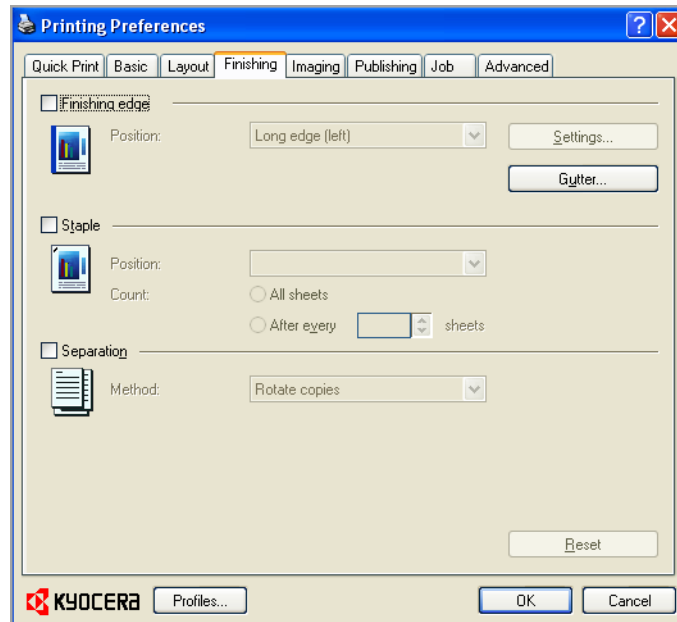 Printing Preferences
Quick Print Basic Layout Finishing Imaging Publishing Job Advanced
Finishing edge
Position: Long edge (left) Settings...
Gutter...
Staple
Position:
Count: All sheets
After every sheets
Separation
Method: Rotate copies
Reset
KYOCERA Profiles... OK Cancel